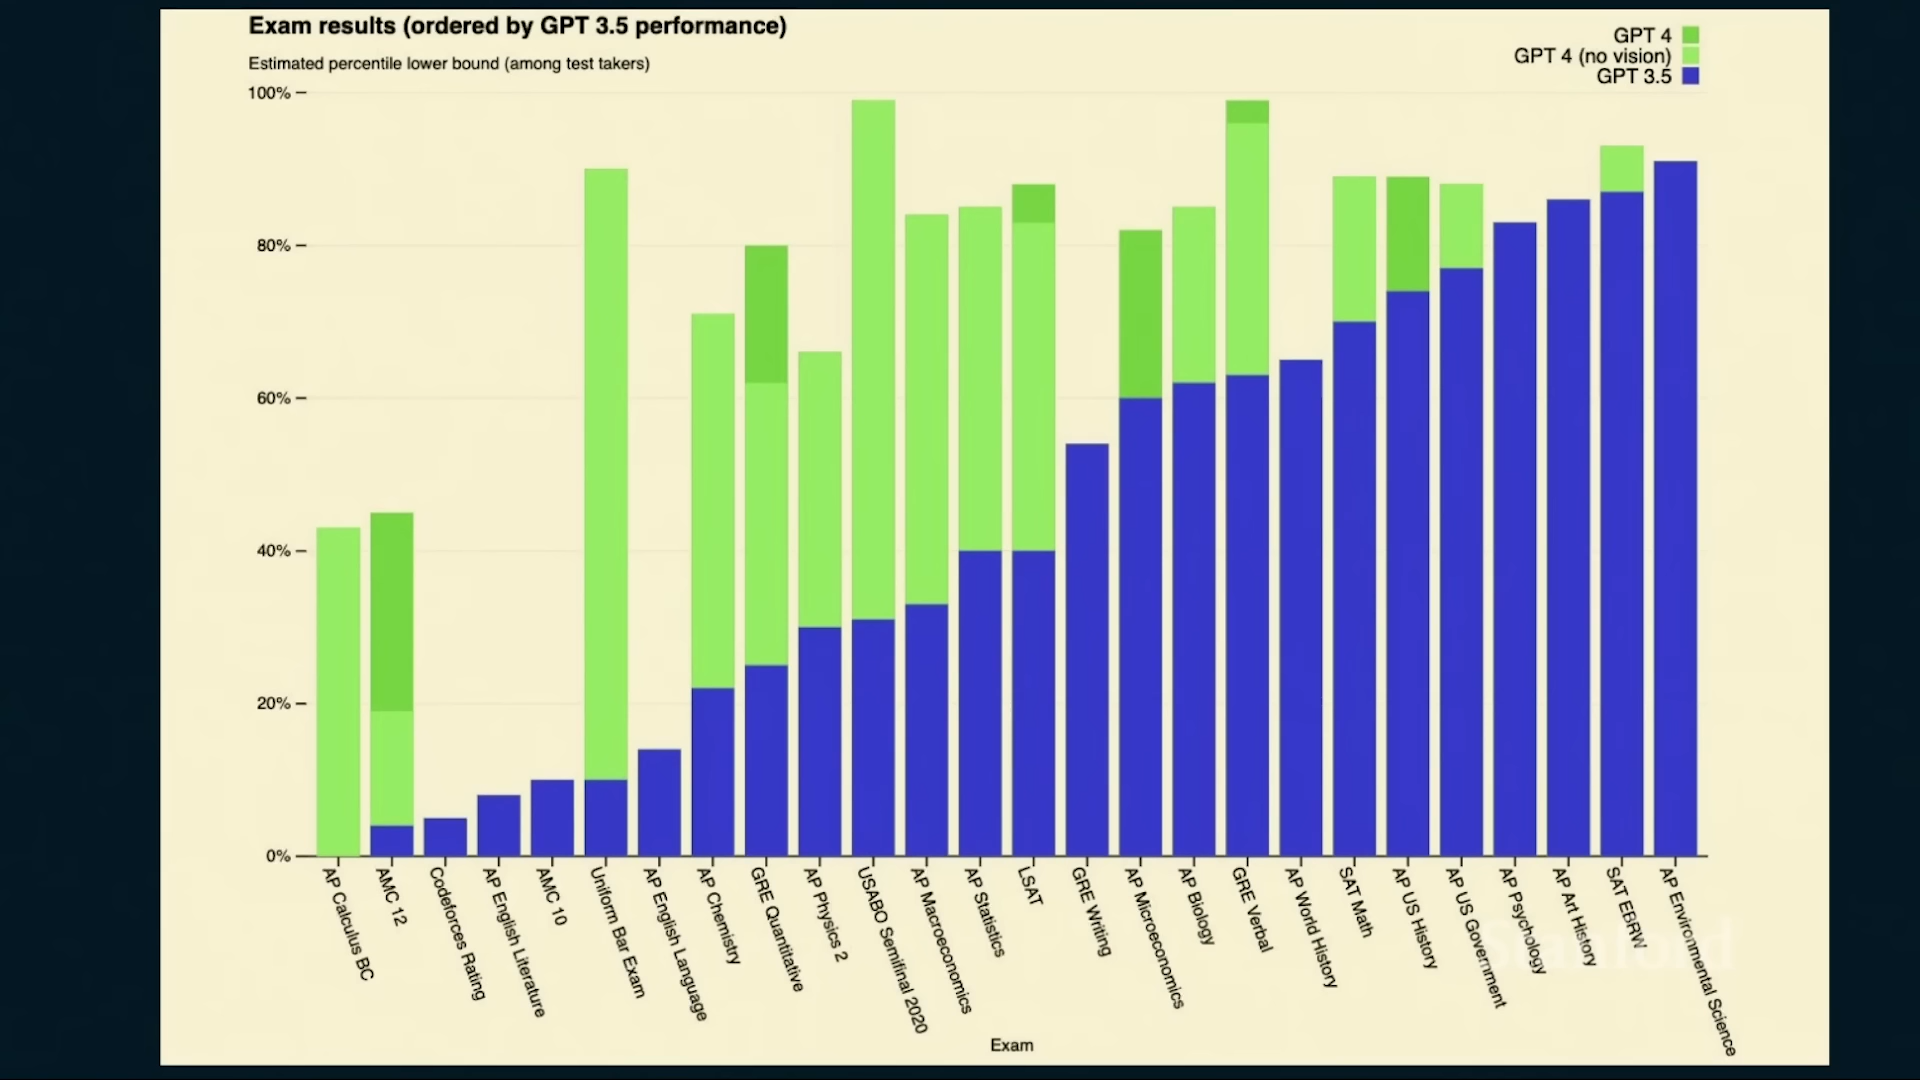 Exam results (ordered by GPT 3.5 performance)
Estimated percentile lower bound (among test takers)
GPT 4
GPT 4 (no vision)
GPT 3.5
100%
80%
60%
40%
20%
0%
AP Calculus BC
AMC 12
Codeforces Rating
AP English Literature
AMC 10
Uniform Bar Exam
AP English Language
AP Chemistry
GRE Quantitative
AP Physics 2
USABO Semifinal 2020
AP Macroeconomics
AP Statistics
LSAT
GRE Writing
AP Microeconomics
AP Biology
GRE Verbal
AP World History
SAT Math
AP US History
AP US Government
AP Psychology
AP Art History
SAT EBRW
AP Environmental Science
Exam
Stanford